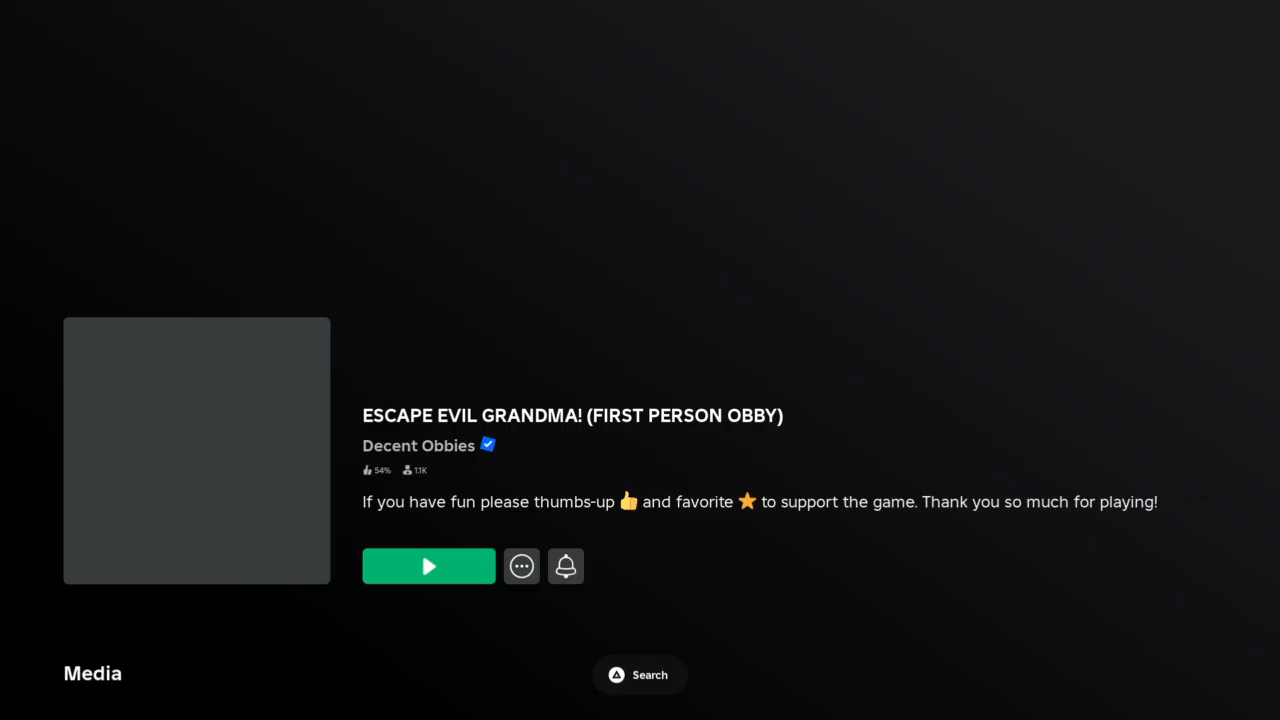 ESCAPE EVIL GRANDMA! (FIRST PERSON OBBY)
Decent Obbies
54% 1.1K
If you have fun please thumbs-up 👍 and favorite ⭐ to support the game. Thank you so much for playing!
Media
Search